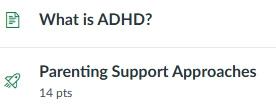 What is ADHD?
Parenting Support Approaches
14 pts